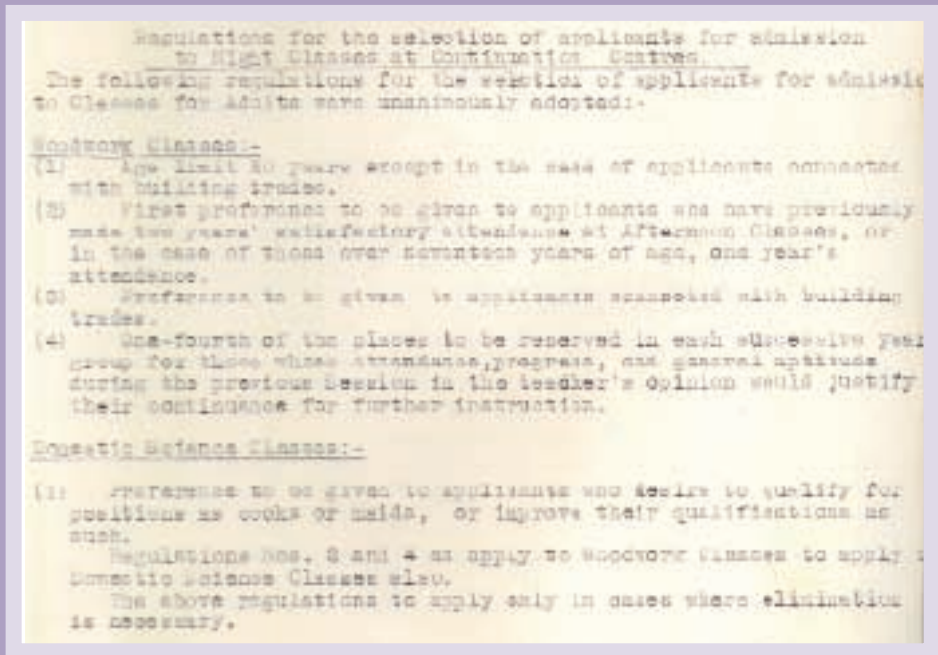 Regulations for the selection of applicants for admission
to Night Classes at Continuation Centres.
The following regulations for the selection of applicants for admissio
to Classes for Adults were unanimously adopted:-
Woodwork Classes:-
(1) Age limit 20 years except in the case of applicants connected
with building trades.
(2) First preference to be given to applicants who have previously
made two years' satisfactory attendance at Afternoon Classes, or
in the case of those over seventeen years of age, one year's
attendance.
(3) Preference to be given to applicants connected with building
trades.
(4) One-fourth of the places to be reserved in each successive year
group for those whose attendance, progress, and general aptitude
during the previous Session in the teacher's opinion would justify
their continuance for further instruction.
Domestic Science Classes:-
(1) Preference to be given to applicants who desire to qualify for
positions as cooks or maids, or improve their qualifications as
such.
Regulations Nos. 2 and 4 as apply to Woodwork Classes to apply
Domestic Science Classes also.
The above regulations to apply only in cases where elimination
is necessary.